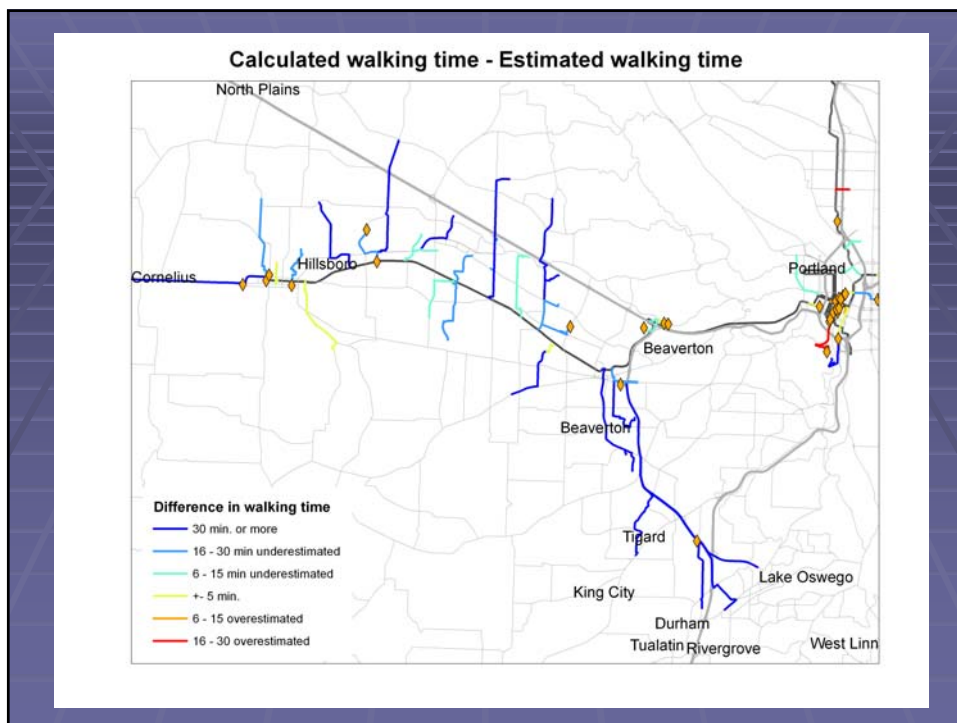 Calculated walking time - Estimated walking time
North Plains
Cornelius
Hillsboro
Portland
Beaverton
Beaverton
Tigard
King City
Lake Oswego
Durham
Tualatin
Rivergrove
West Linn
Difference in walking time
30 min. or more
16 - 30 min underestimated
6 - 15 min underestimated
+- 5 min.
6 - 15 overestimated
16 - 30 overestimated